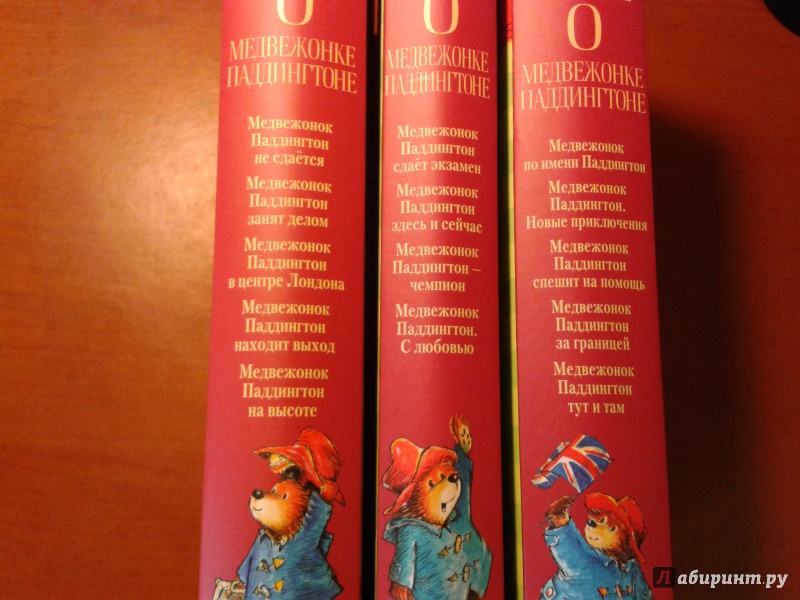 О
МЕДВЕЖОНКЕ
ПАДДИНГТОНЕ
Медвежонок
Паддингтон
не сдаётся
Медвежонок
Паддингтон
занят делом
Медвежонок
Паддингтон
в центре Лондона
Медвежонок
Паддингтон
находит выход
Медвежонок
Паддингтон
на высоте
О
МЕДВЕЖОНКЕ
ПАДДИНГТОНЕ
Медвежонок
Паддингтон
сдаёт экзамен
Медвежонок
Паддингтон
здесь и сейчас
Медвежонок
Паддингтон –
чемпион
Медвежонок
Паддингтон.
С любовью
О
МЕДВЕЖОНКЕ
ПАДДИНГТОНЕ
Медвежонок
по имени Паддингтон
Медвежонок
Паддингтон.
Новые приключения
Медвежонок
Паддингтон
спешит на помощь
Медвежонок
Паддингтон
за границей
Медвежонок
Паддингтон
тут и там
Лабиринт.ру